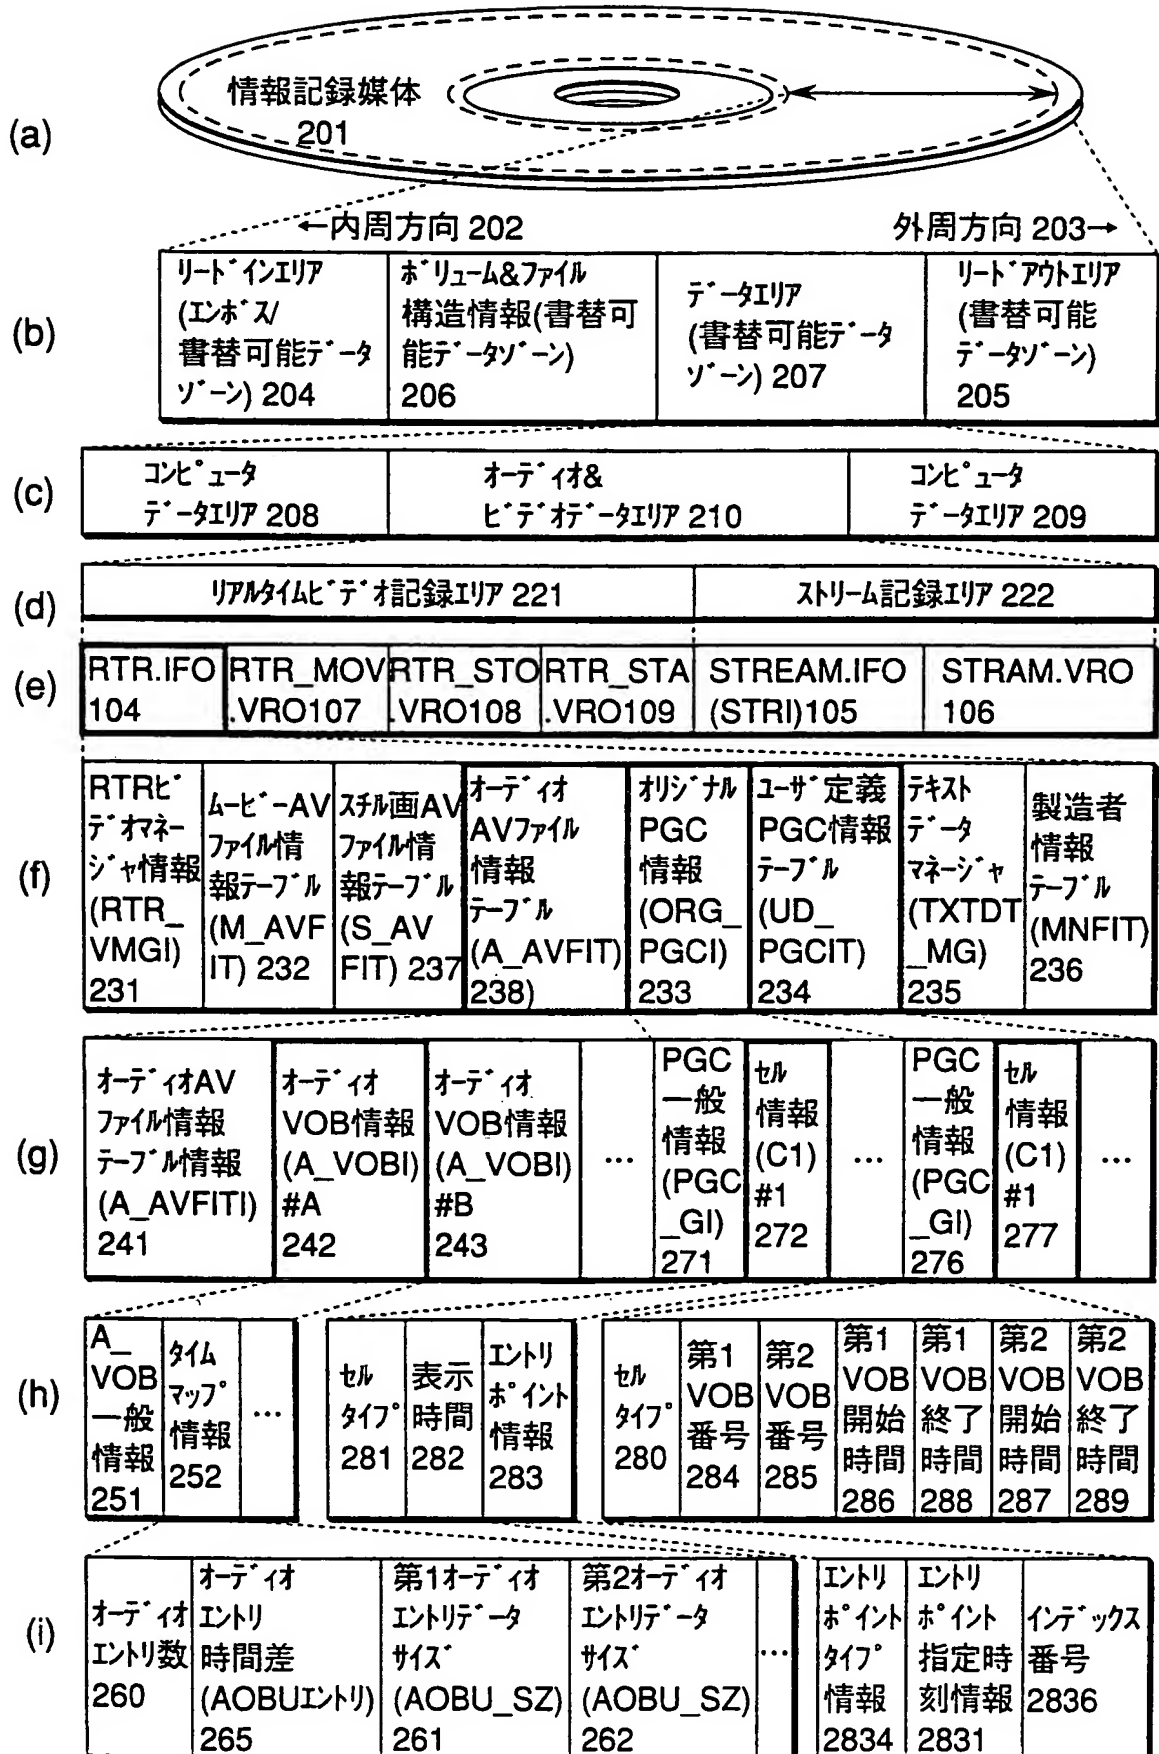 (a)
情報記録媒体
201
←内周方向 202
外周方向 203→
(b)
リードインエリア
(エンボス/
書替可能データ
ゾーン) 204
ボリューム&ファイル
構造情報(書替可
能データゾーン)
206
データエリア
(書替可能データ
ゾーン) 207
リードアウトエリア
(書替可能
データゾーン)
205
(c)
コンピュータ
データエリア 208
オーディオ&
ビデオデータエリア 210
コンピュータ
データエリア 209
(d)
リアルタイムビデオ記録エリア 221
ストリーム記録エリア 222
(e)
RTR.IFO
104
RTR_MOV
.VRO107
RTR_STO
.VRO108
RTR_STA
.VRO109
STREAM.IFO
(STRI)105
STRAM.VRO
106
(f)
RTRビ
デオマネー
ジャ情報
(RTR_
VMGI)
231
ムービーAV
ファイル情
報テーブル
(M_AVF
IT) 232
スチル画AV
ファイル情
報テーブル
(S_AV
FIT) 237
オーディオ
AVファイル
情報
テーブル
(A_AVFIT)
238)
オリジナル
PGC
情報
(ORG_
PGCI)
233
ユーザ定義
PGC情報
テーブル
(UD_
PGCIT)
234
テキスト
データ
マネージャ
(TXTDT
_MG)
235
製造者
情報
テーブル
(MNFIT)
236
(g)
オーディオAV
ファイル情報
テーブル情報
(A_AVFITI)
241
オーディオ
VOB情報
(A_VOBI)
#A
242
オーディオ
VOB情報
(A_VOBI)
#B
243
…
PGC
一般
情報
(PGC
_GI)
271
セル
情報
(C1)
#1
272
…
PGC
一般
情報
(PGC
_GI)
276
セル
情報
(C1)
#1
277
…
(h)
A_
VOB
一般
情報
251
タイム
マップ
情報
252
…
セル
タイプ
281
表示
時間
282
エントリ
ポイント
情報
283
セル
タイプ
280
第1
VOB
番号
284
第2
VOB
番号
285
第1
VOB
開始
時間
286
第1
VOB
終了
時間
288
第2
VOB
開始
時間
287
第2
VOB
終了
時間
289
(i)
オーディオ
エントリ数
260
オーディオ
エントリ
時間差
(AOBUエントリ)
265
第1オーディオ
エントリデータ
サイズ
(AOBU_SZ)
261
第2オーディオ
エントリデータ
サイズ
(AOBU_SZ)
262
…
エントリ
ポイント
タイプ
情報
2834
エントリ
ポイント
指定時
刻情報
2831
インデックス
番号
2836